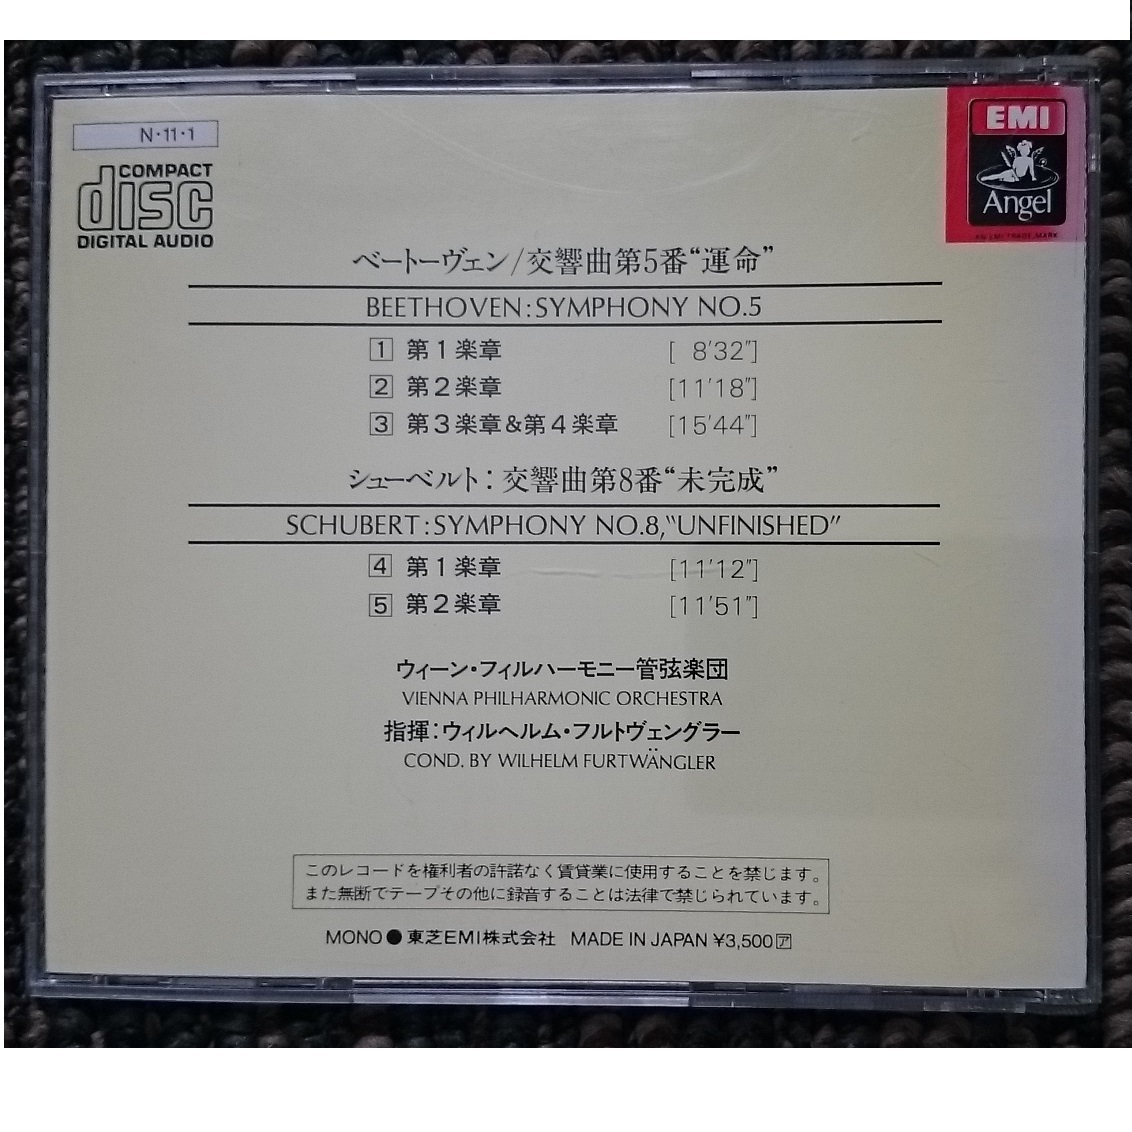 N·11·1
COMPACT
disc
DIGITAL AUDIO
EMI
Angel
AN EMI TRADE MARK
ベートーヴェン/交響曲第5番“運命”
BEETHOVEN:SYMPHONY NO.5
1 第1楽章 [ 8′32″]
2 第2楽章 [11′18″]
3 第3楽章&第4楽章 [15′44″]
シューベルト:交響曲第8番“未完成”
SCHUBERT:SYMPHONY NO.8,“UNFINISHED”
4 第1楽章 [11′12″]
5 第2楽章 [11′51″]
ウィーン・フィルハーモニー管弦楽団
VIENNA PHILHARMONIC ORCHESTRA
指揮:ウィルヘルム・フルトヴェングラー
COND. BY WILHELM FURTWÄNGLER
このレコードを権利者の許諾なく賃貸業に使用することを禁じます。
また無断でテープその他に録音することは法律で禁じられています。
MONO●東芝EMI株式会社 MADE IN JAPAN ¥3,500ア